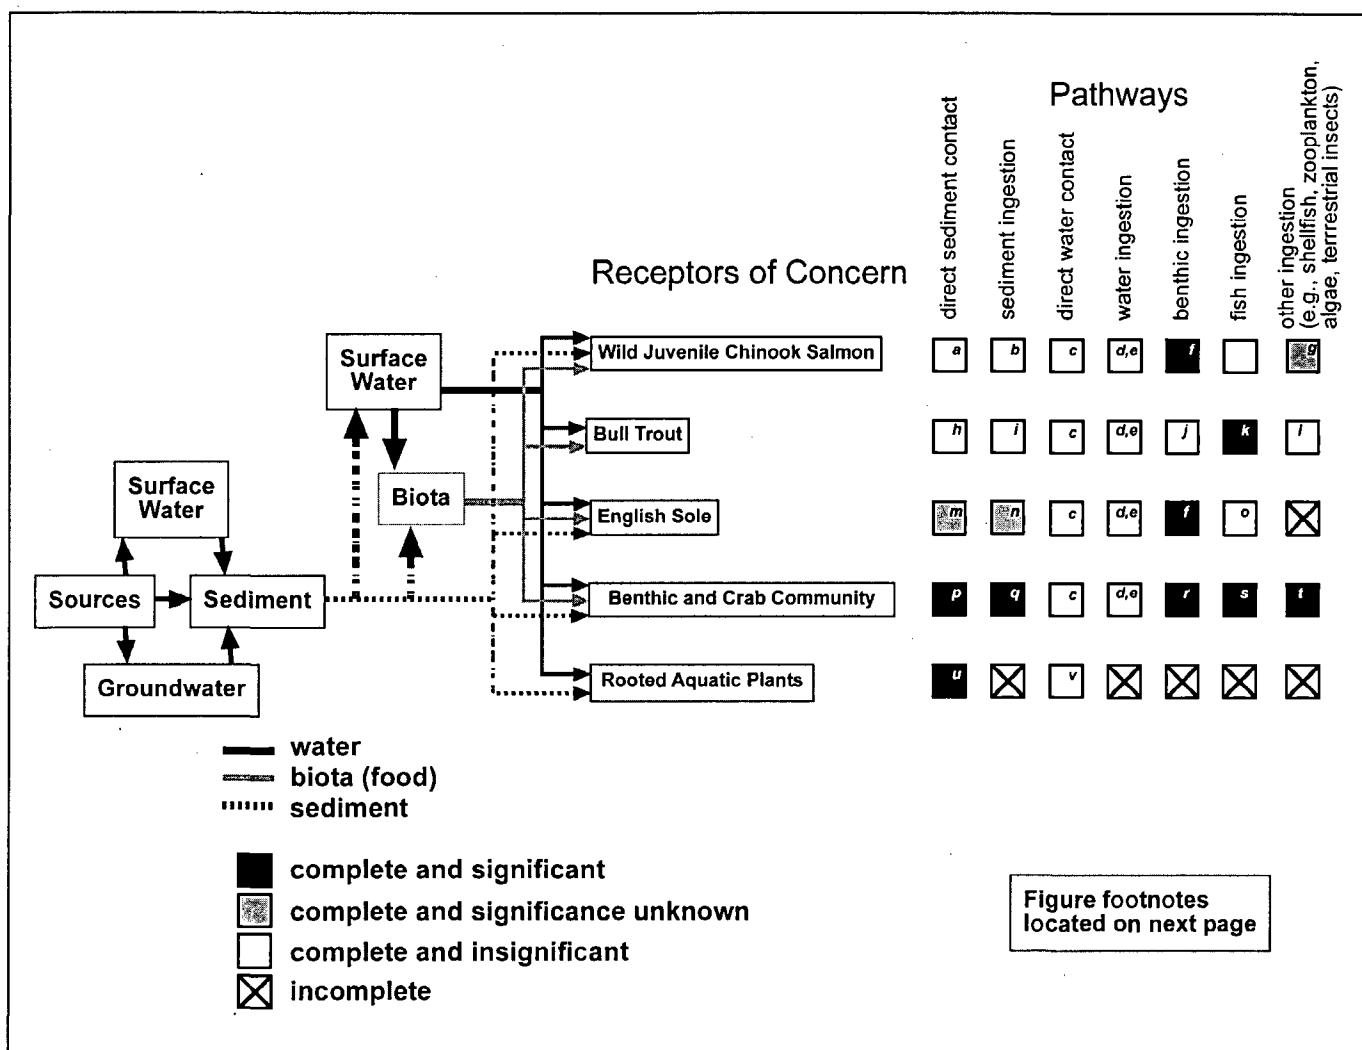 Pathways
direct sediment contact
sediment ingestion
direct water contact
water ingestion
benthic ingestion
fish ingestion
other ingestion
(e.g., shellfish, zooplankton,
algae, terrrestrial insects)
Receptors of Concern
Surface
Water
Wild Juvenile Chinook Salmon
a
b
c
d,e
f
g
Bull Trout
h
i
c
d,e
j
k
l
Surface
Water
Biota
English Sole
m
n
c
d,e
f
o
Sources
Sediment
Benthic and Crab Community
p
q
c
d,e
r
s
t
Groundwater
Rooted Aquatic Plants
u
v
water
biota (food)
sediment
complete and significant
complete and significance unknown
complete and insignificant
incomplete
Figure footnotes
located on next page